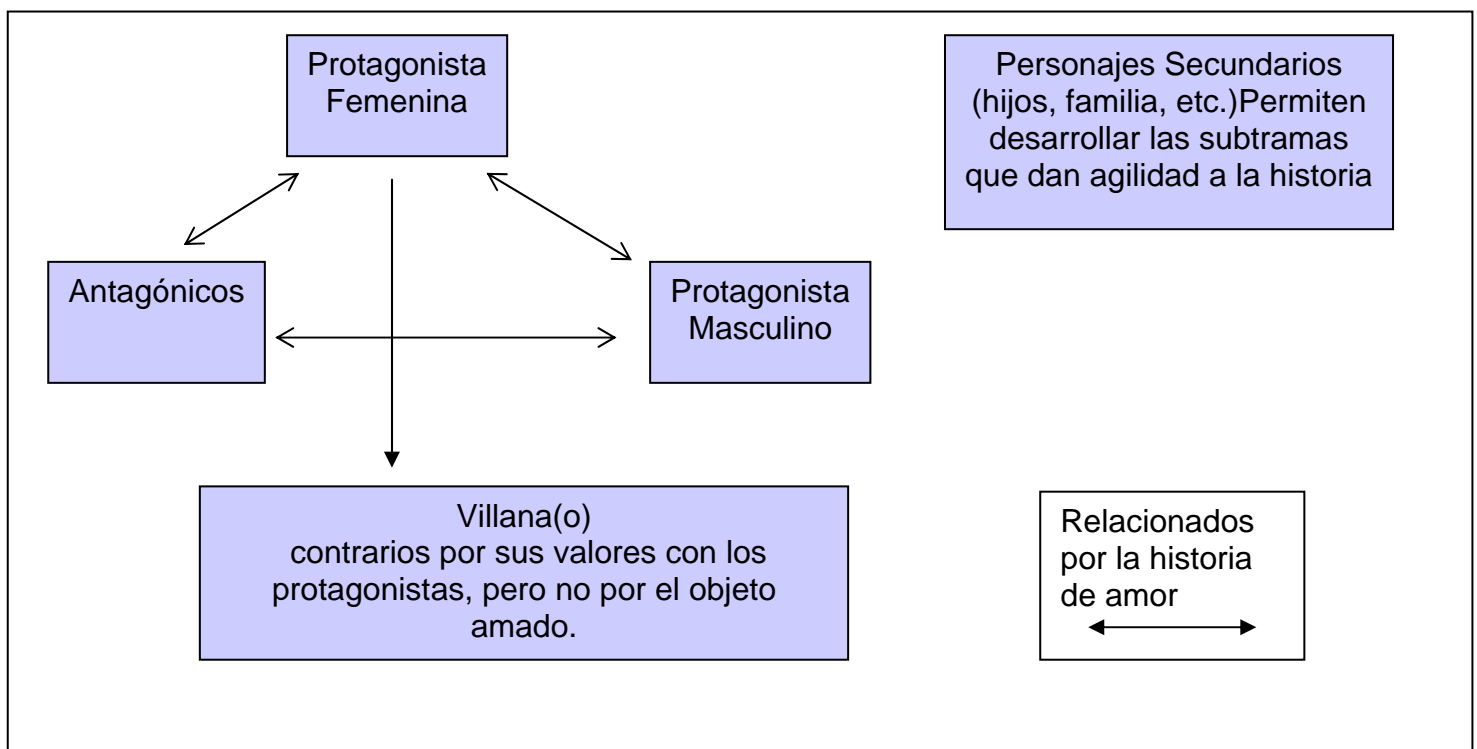 Protagonista
Femenina
Personajes Secundarios
(hijos, familia, etc.)Permiten
desarrollar las subtramas
que dan agilidad a la historia
Antagónicos
Protagonista
Masculino
Villana(o)
contrarios por sus valores con los
protagonistas, pero no por el objeto
amado.
Relacionados
por la historia
de amor